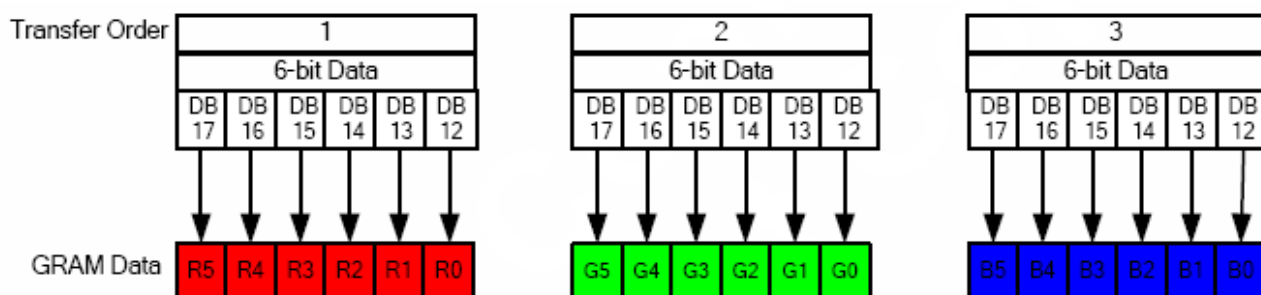 Transfer Order 1 2 3
6-bit Data 6-bit Data 6-bit Data
DB 17 DB 16 DB 15 DB 14 DB 13 DB 12 DB 17 DB 16 DB 15 DB 14 DB 13 DB 12 DB 17 DB 16 DB 15 DB 14 DB 13 DB 12
GRAM Data R5 R4 R3 R2 R1 R0 G5 G4 G3 G2 G1 G0 B5 B4 B3 B2 B1 B0